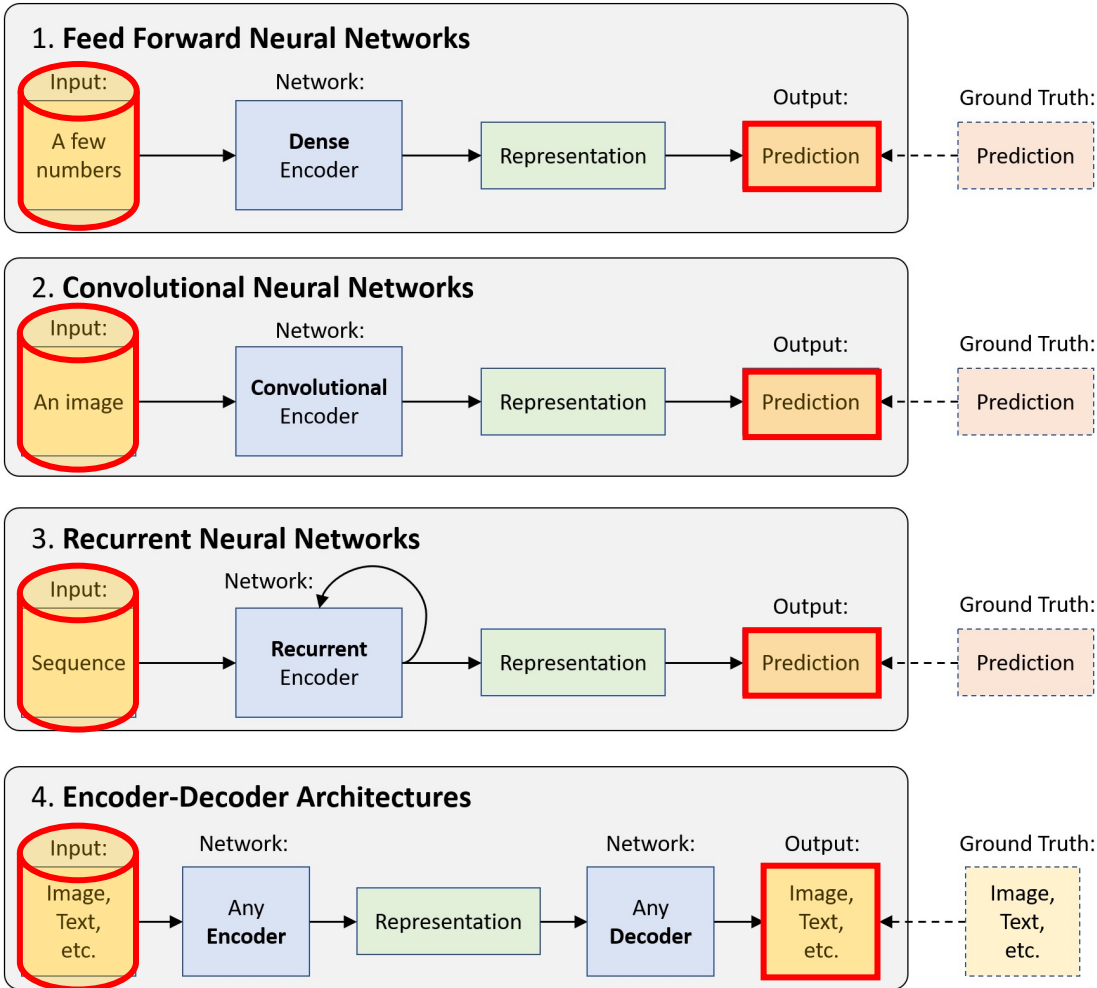 1. Feed Forward Neural Networks
Input:
Network:
Output:
Ground Truth:
A few
numbers
Dense
Encoder
Representation
Prediction
Prediction
2. Convolutional Neural Networks
Input:
Network:
Output:
Ground Truth:
An image
Convolutional
Encoder
Representation
Prediction
Prediction
3. Recurrent Neural Networks
Input:
Network:
Output:
Ground Truth:
Sequence
Recurrent
Encoder
Representation
Prediction
Prediction
4. Encoder-Decoder Architectures
Input:
Network:
Network:
Output:
Ground Truth:
Image,
Text,
etc.
Any
Encoder
Representation
Any
Decoder
Image,
Text,
etc.
Image,
Text,
etc.